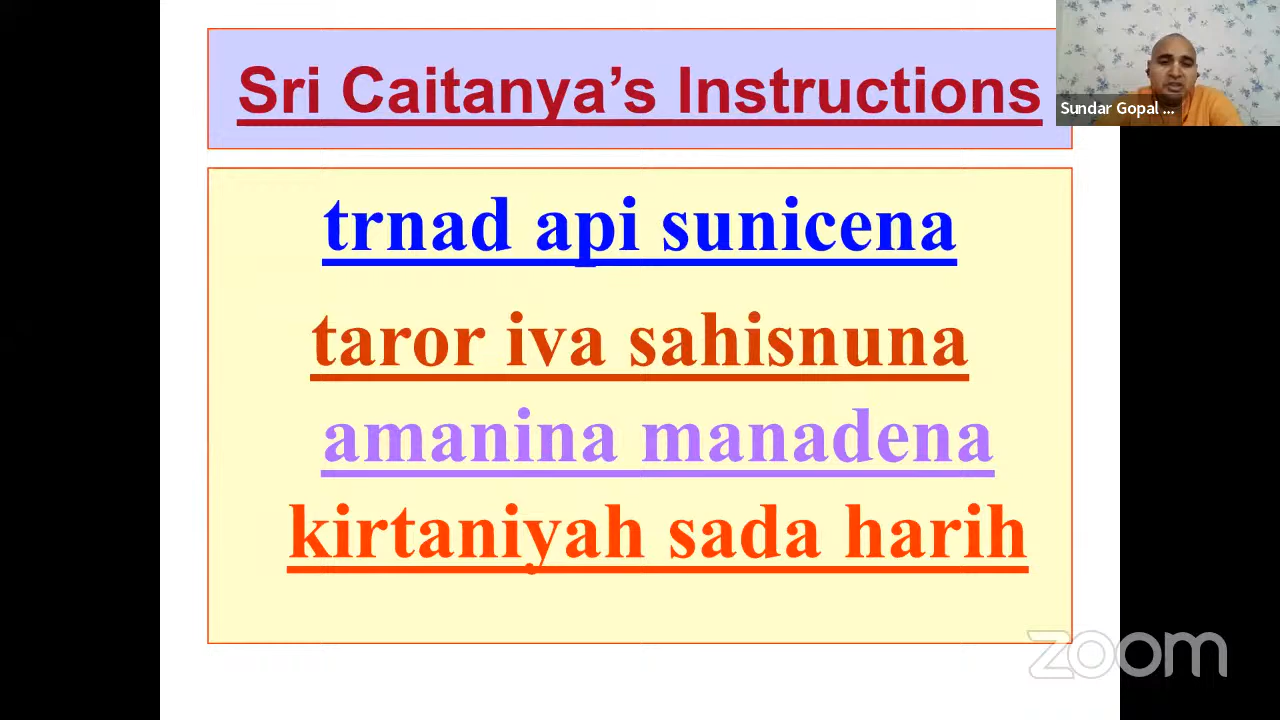 Sri Caitanya’s Instructions
Sundar Gopal ...
trnad api sunicena
taror iva sahisnuna
amanina manadena
kirtaniyah sada harih
zoom